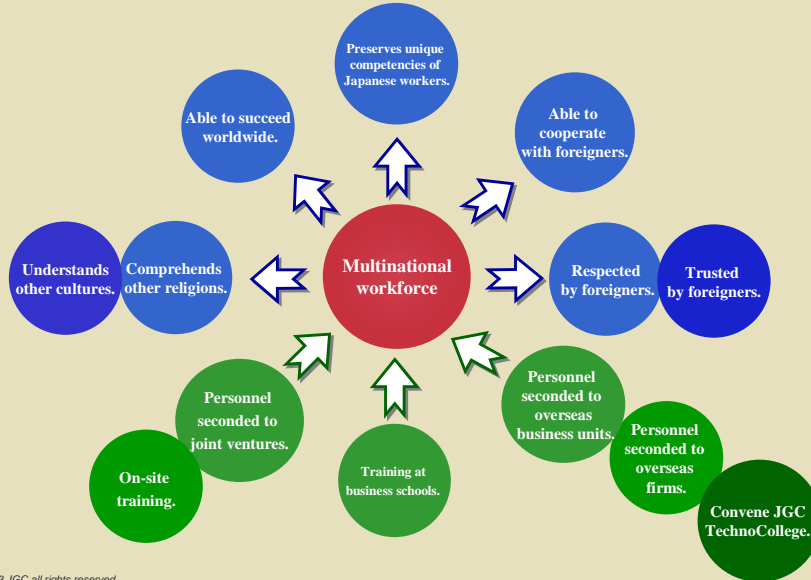 Preserves unique
competencies of
Japanese workers.
Able to succeed
worldwide.
Able to
cooperate
with foreigners.
Understands
other cultures.
Comprehends
other religions.
Multinational
workforce
Respected
by foreigners.
Trusted
by foreigners.
Personnel
seconded to
joint ventures.
Personnel
seconded to
overseas
business units.
On-site
training.
Training at
business schools.
Personnel
seconded to
overseas
firms.
Convene JGC
TechnoCollege.
JGC all rights reserved